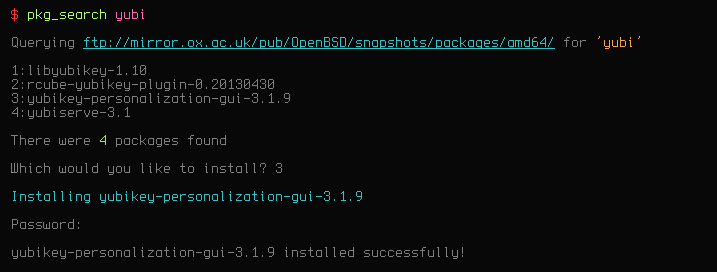 $ pkg_search yubi
Querying ftp://mirror.ox.ac.uk/pub/OpenBSD/snapshots/packages/amd64/ for 'yubi'
1:libyubikey-1.10
2:rcube-yubikey-plugin-0.20130430
3:yubikey-personalization-gui-3.1.9
4:yubiserve-3.1
There were 4 packages found
Which would you like to install? 3
Installing yubikey-personalization-gui-3.1.9
Password:
yubikey-personalization-gui-3.1.9 installed successfully!